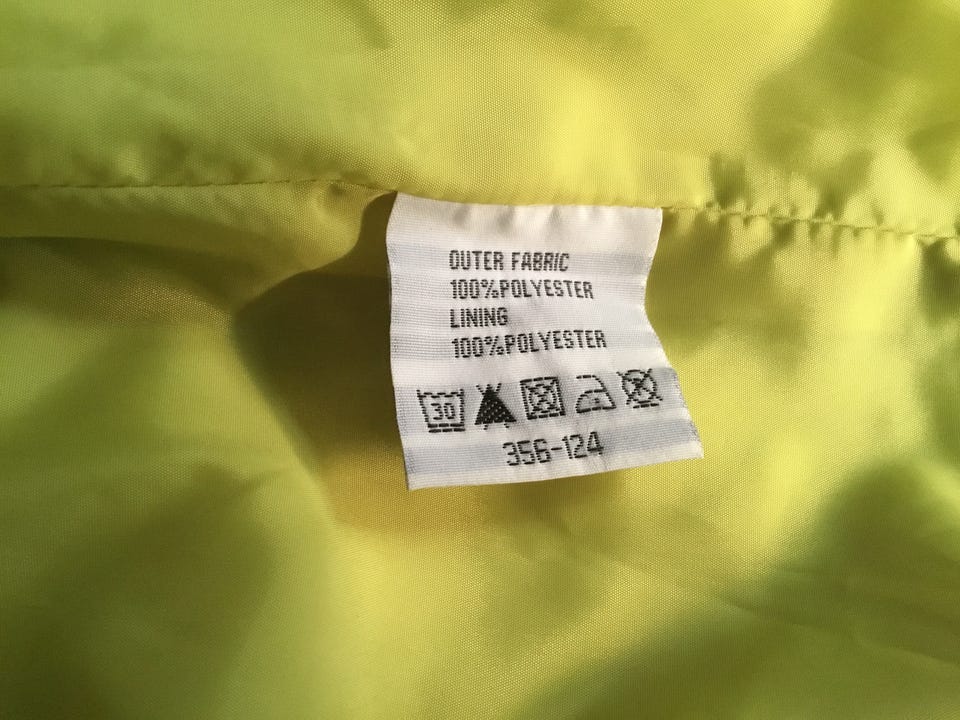 OUTER FABRIC
100%POLYESTER
LINING
100%POLYESTER
30
356-124